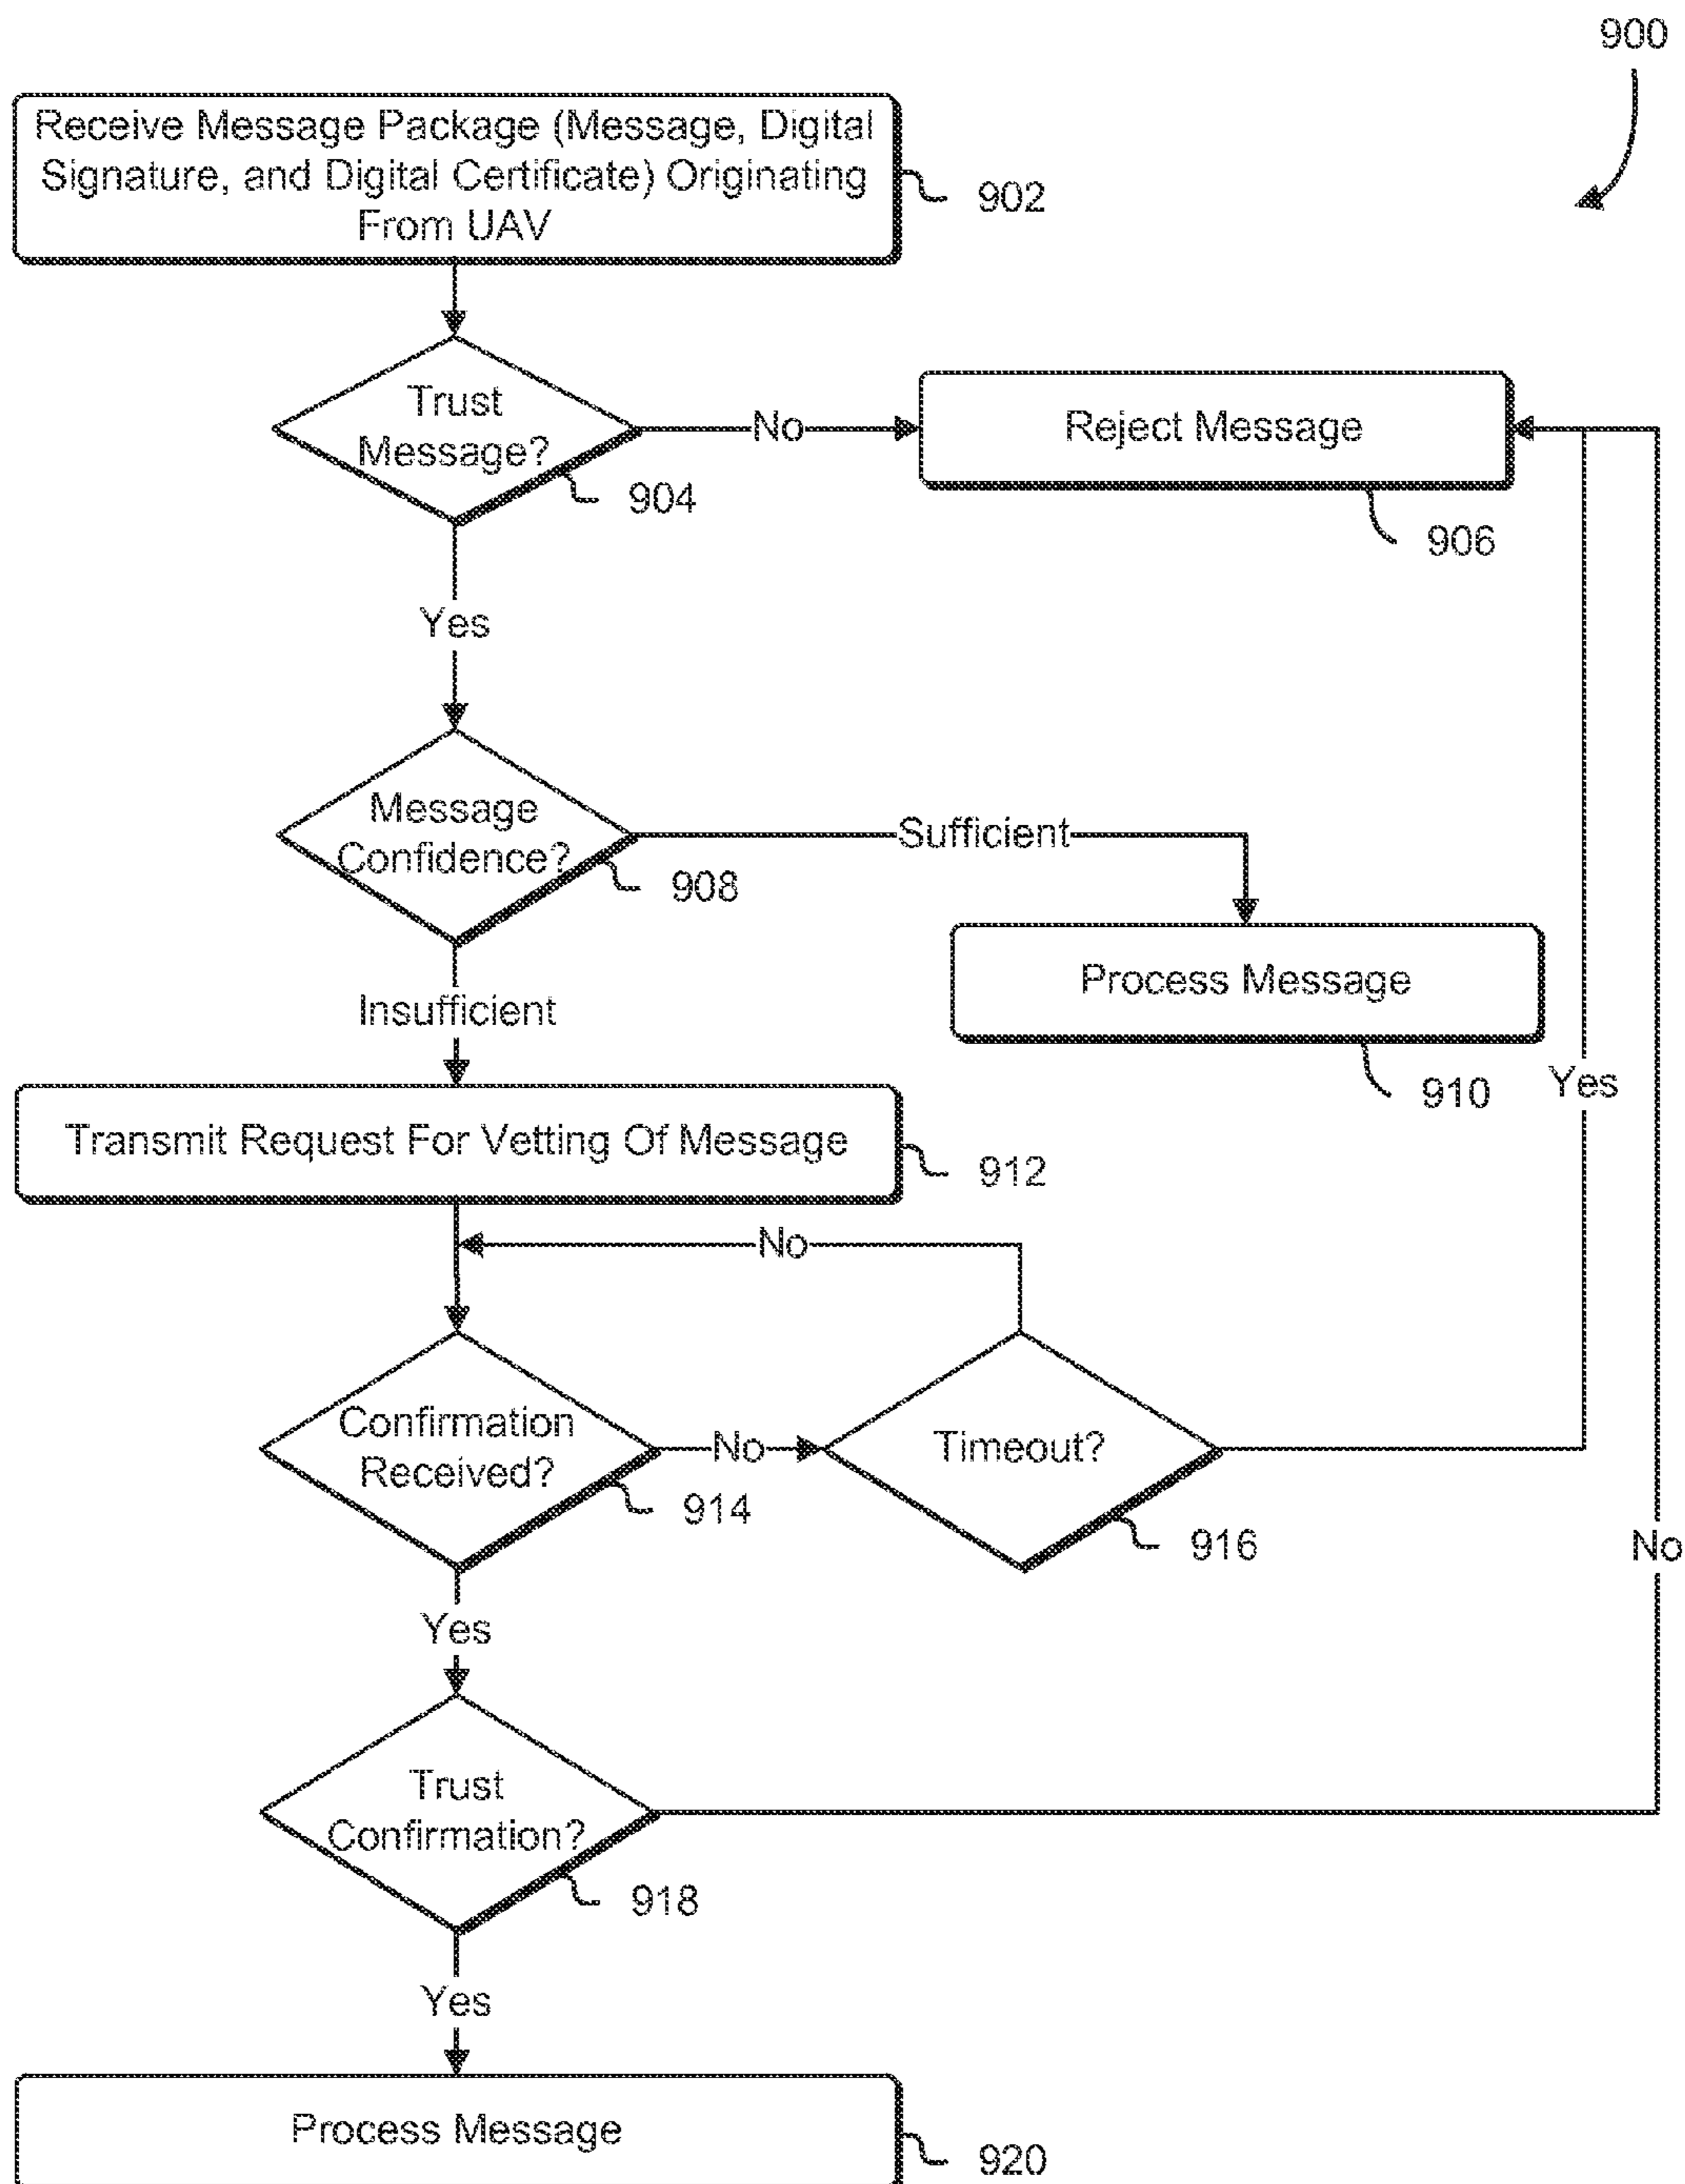 900
Receive Message Package (Message, Digital
Signature, and Digital Certificate) Originating
From UAV
902
Trust
Message?
904
No
Reject Message
906
Yes
Message
Confidence?
908
Sufficient
Process Message
910
Insufficient
Yes
Transmit Request For Vetting Of Message
912
No
Confirmation
Received?
914
No
Timeout?
916
No
Yes
Trust
Confirmation?
918
Yes
Process Message
920